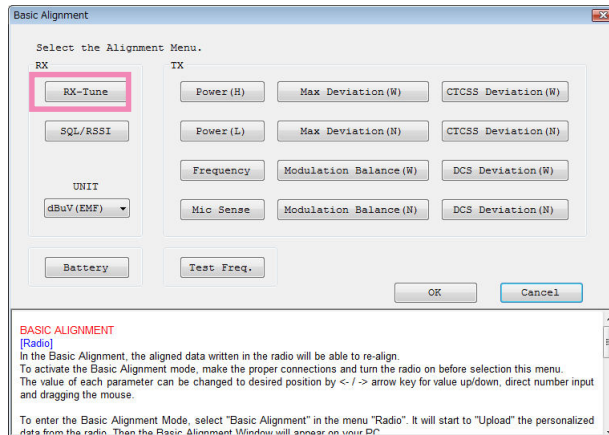 Basic Alignment
Select the Alignment Menu.
RX
TX
RX-Tune
Power(H)
Max Deviation(W)
CTCSS Deviation(W)
SQL/RSSI
Power(L)
Max Deviation(N)
CTCSS Deviation(N)
Frequency
Modulation Balance(W)
DCS Deviation(W)
UNIT
dBuV(EMF)
Mic Sense
Modulation Balance(N)
DCS Deviation(N)
Battery
Test Freq.
OK
Cancel
BASIC ALIGNMENT
[Radio]
In the Basic Alignment, the aligned data written in the radio will be able to re-align.
To activate the Alignment mode, make the proper connections and turn the radio on before selection this menu.
The value of each parameter can be changed to desired position by <- / -> arrow key for value up/down, direct number input
and dragging the mouse.
To enter the Basic Alignment Mode, select "Basic Alignment" in the menu "Radio". It will start to "Upload" the personalized
data from the radio. Then the Basic Alignment Window will appear on your PC